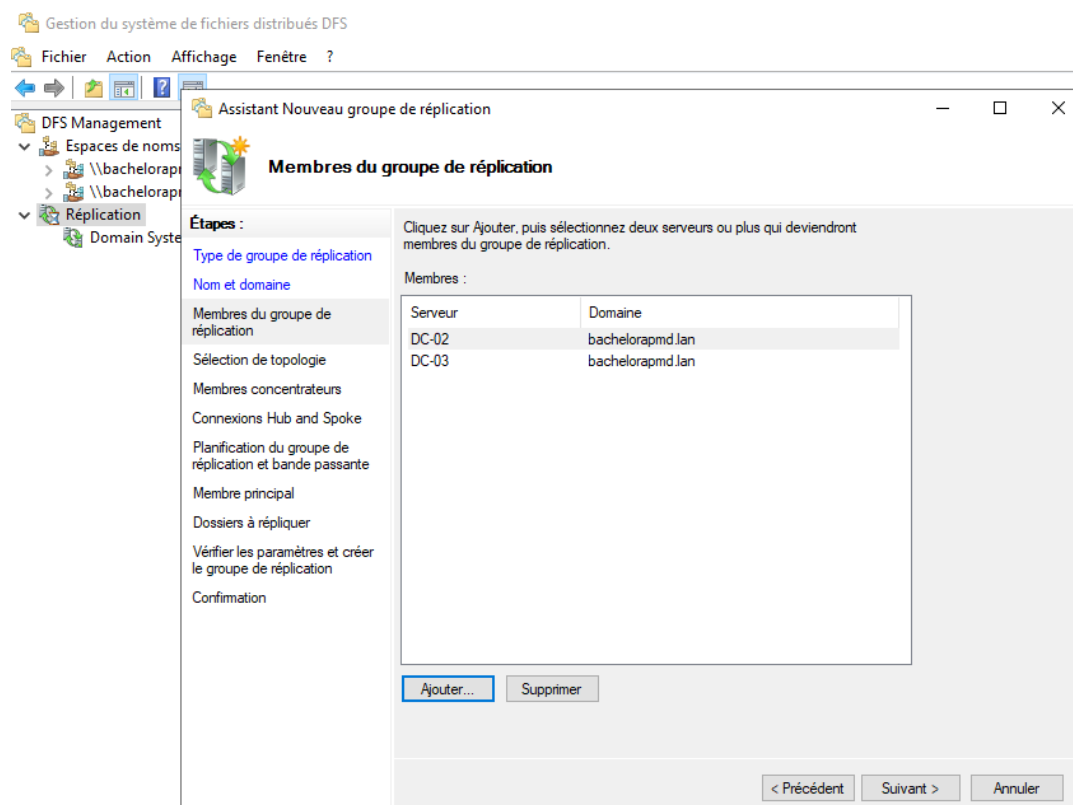 Gestion du système de fichiers distribués DFS
Fichier Action Affichage Fenêtre ?
Assistant Nouveau groupe de réplication
DFS Management
Espaces de noms
\\bachelorap
\\bachelorap
Réplication
Domain Syste
Membres du groupe de réplication
Étapes :
Type de groupe de réplication
Nom et domaine
Membres du groupe de
réplication
Sélection de topologie
Membres concentrateurs
Connexions Hub and Spoke
Planification du groupe de
réplication et bande passante
Membre principal
Dossiers à répliquer
Vérifier les paramètres et créer
le groupe de réplication
Confirmation
Cliquez sur Ajouter, puis sélectionnez deux serveurs ou plus qui deviendront
membres du groupe de réplication.
Membres :
Serveur Domaine
DC-02 bachelorapmd.lan
DC-03 bachelorapmd.lan
Ajouter... Supprimer
< Précédent Suivant > Annuler